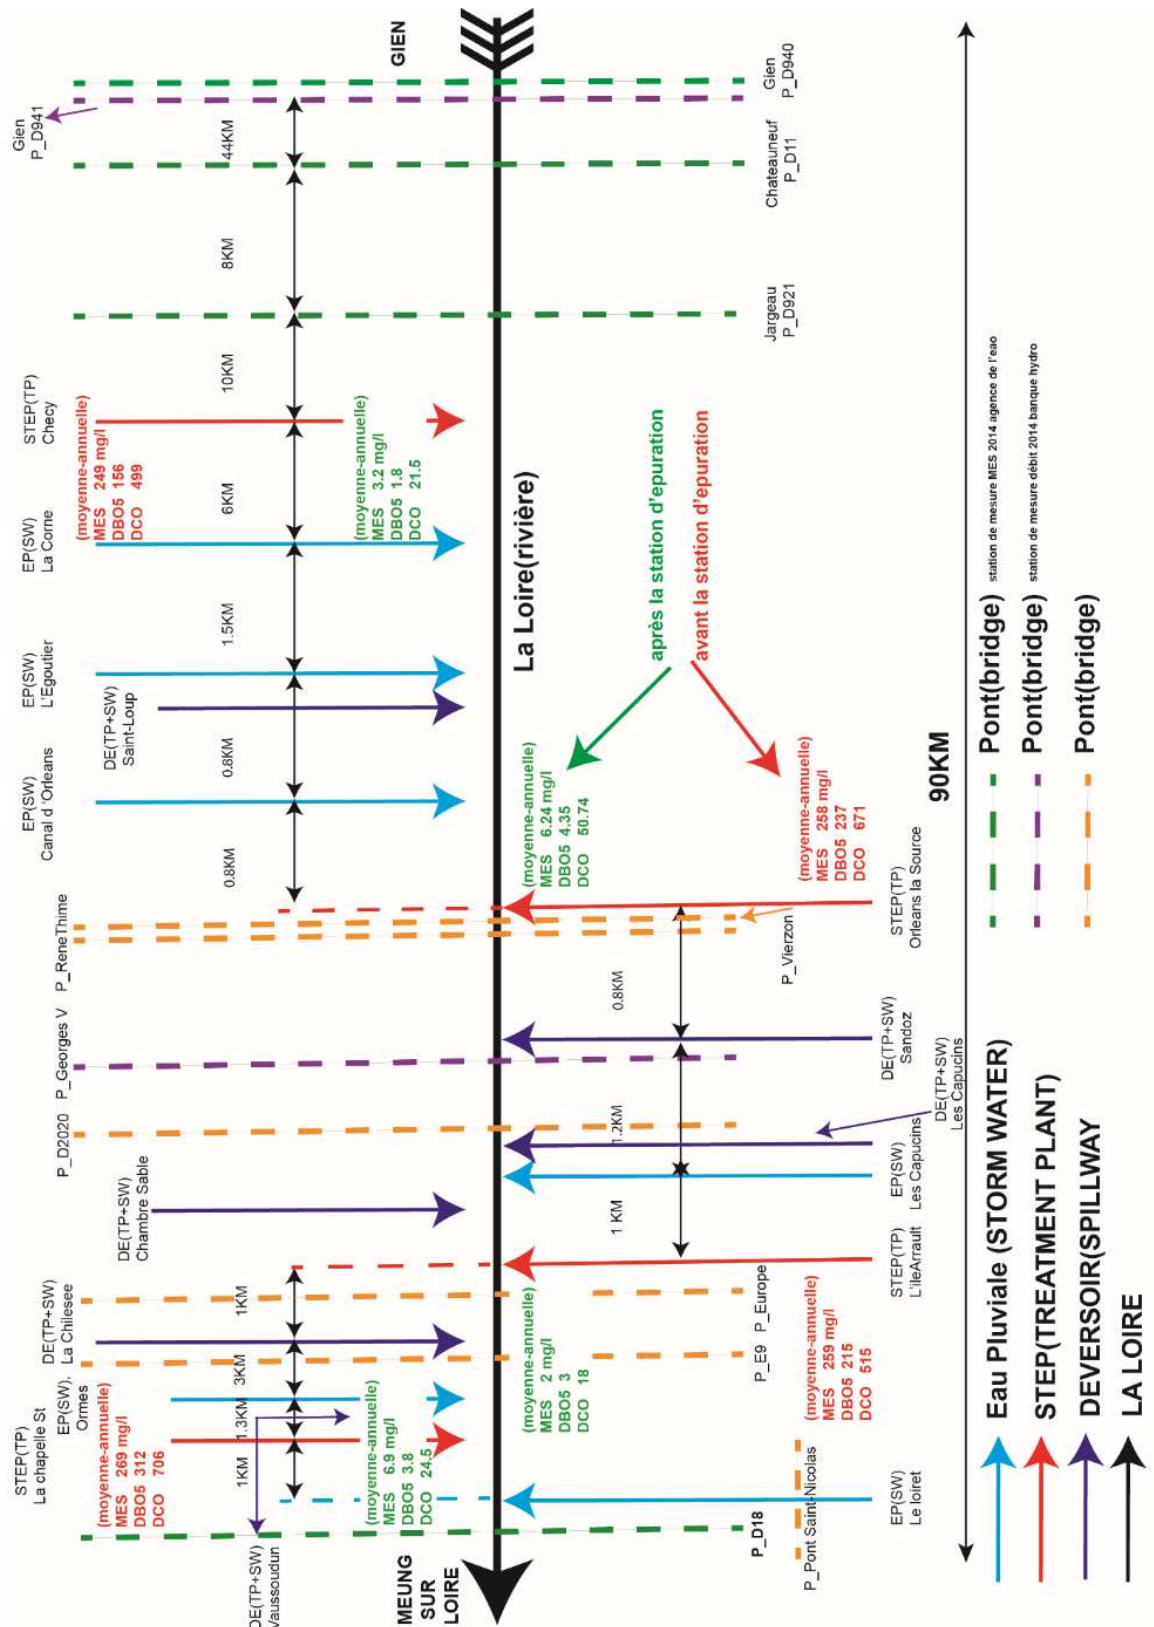 GIEN
Gien
P_D941
Gien
P_D940
44KM
Chateauneuf
P_D11
8KM
Jargeau
P_D921
10KM
STEP(TP)
Checy
(moyenne-annuelle)
MES 249 mg/l
DBO5 156
DCO 499
(moyenne-annuelle)
MES 3.2 mg/l
DBO5 1.8
DCO 21.5
6KM
EP(SW)
La Corne
1.5KM
EP(SW)
L'Egoutier
DE(TP+SW)
Saint-Loup
0.8KM
EP(SW)
Canal d 'Orleans
0.8KM
La Loire(rivière)
après la station d'epuration
avant la station d'epuration
(moyenne-annuelle)
MES 6.24 mg/l
DBO5 4.35
DCO 50.74
(moyenne-annuelle)
MES 258 mg/l
DBO5 237
DCO 671
STEP(TP)
Orleans la Source
P_ReneThime
P_Vierzon
0.8KM
DE(TP+SW)
Sandoz
P_Georges V
1.2KM
P_D2020
DE(TP+SW)
Les Capucins
EP(SW)
Les Capucins
DE(TP+SW)
Chambre Sable
1 KM
STEP(TP)
L'ileArrault
1KM
P_Europe
DE(TP+SW)
La Chilesee
P_E9
3KM
(moyenne-annuelle)
MES 2 mg/l
DBO5 3
DCO 18
(moyenne-annuelle)
MES 259 mg/l
DBO5 215
DCO 515
EP(SW).
Ormes
1.3KM
STEP(TP)
La chapelle St
(moyenne-annuelle)
MES 269 mg/l
DBO5 312
DCO 706
(moyenne-annuelle)
MES 6.9 mg/l
DBO5 3.8
DCO 24.5
1KM
EP(SW)
Le loiret
P_Pont Saint-Nicolas
P_D18
DE(TP+SW)
Vaussoudun
MEUNG
SUR
LOIRE
90KM
Eau Pluviale (STORM WATER)
STEP(TREATMENT PLANT)
DEVERSOIR(SPILLWAY
LA LOIRE
Pont(bridge) station de mesure MES 2014 agence de l'eao
Pont(bridge) station de mesure débit 2014 banque hydro
Pont(bridge)